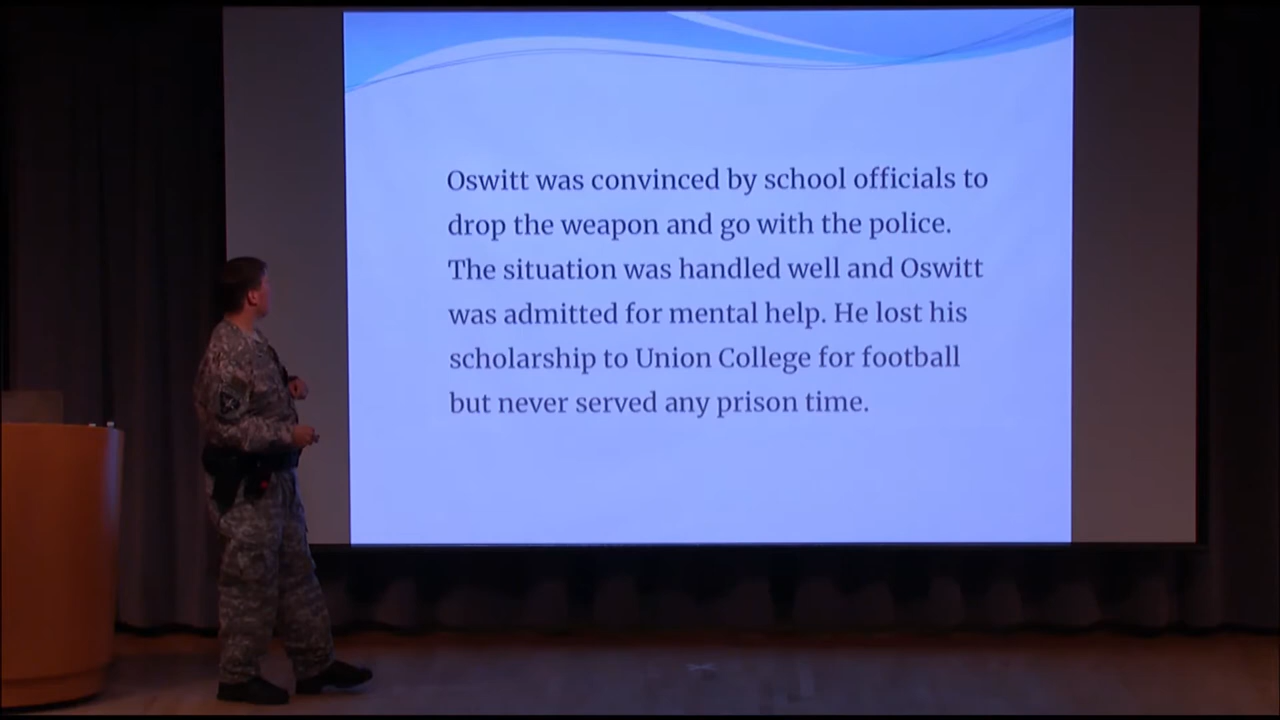 Oswitt was convinced by school officials to
drop the weapon and go with the police.
The situation was handled well and Oswitt
was admitted for mental help. He lost his
scholarship to Union College for football
but never served any prison time.